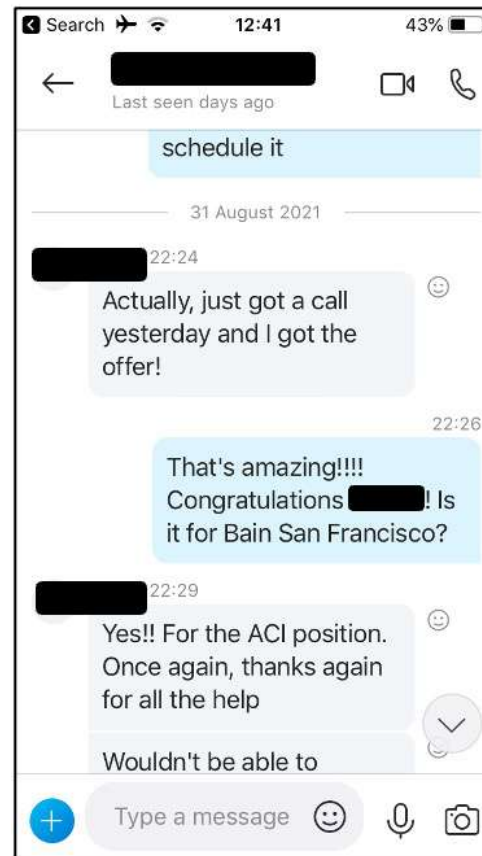 Search 12:41 43%
Last seen days ago
schedule it
31 August 2021
22:24
Actually, just got a call
yesterday and I got the
offer!
22:26
That's amazing!!!!
Congratulations ! Is
it for Bain San Francisco?
22:29
Yes!! For the ACI position.
Once again, thanks again
for all the help
Wouldn't be able to
Type a message